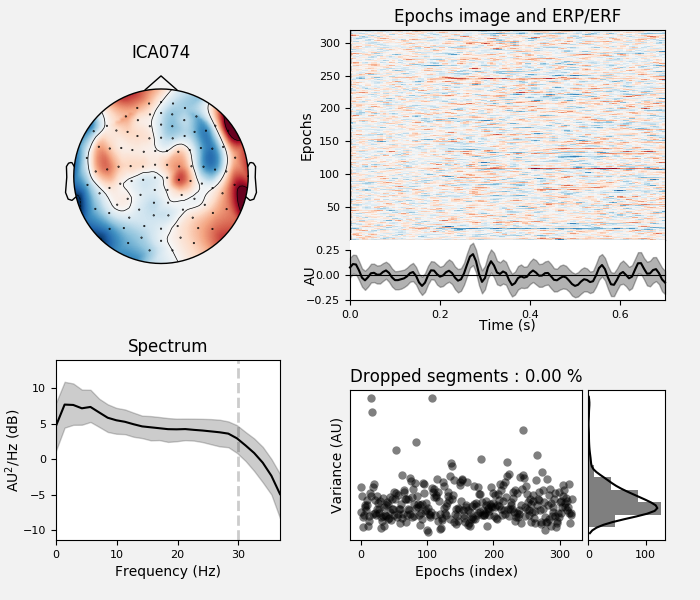 ICA074
Epochs image and ERP/ERF
Epochs
300
250
200
150
100
50
AU
0.25
0.00
−0.25
0.0
0.2
0.4
0.6
Time (s)
Spectrum
AU²/Hz (dB)
10
5
0
−5
−10
0
10
20
30
Frequency (Hz)
Dropped segments : 0.00 %
Variance (AU)
0
100
200
300
Epochs (index)
0
100